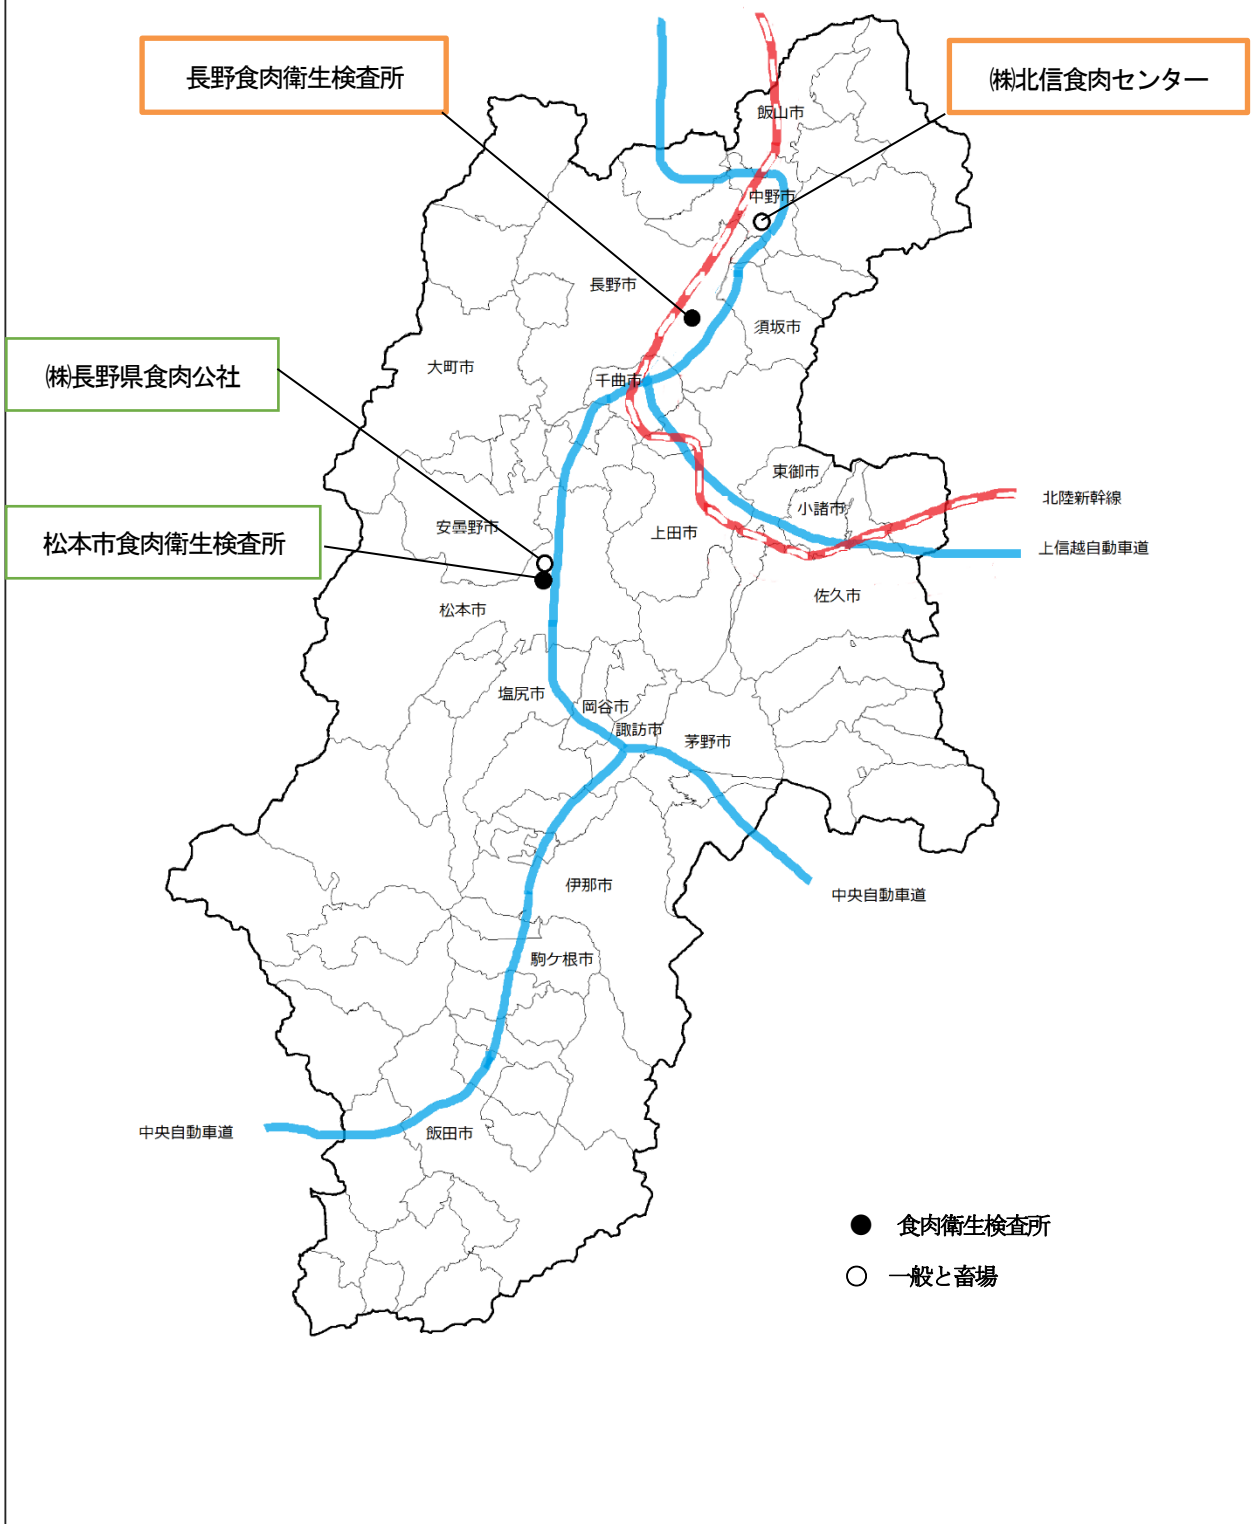 長野食肉衛生検査所
㈱北信食肉センター
飯山市
中野市
長野市
須坂市
㈱長野県食肉公社
大町市
千曲市
東御市
小諸市
北陸新幹線
安曇野市
上田市
松本市食肉衛生検査所
上信越自動車道
佐久市
松本市
塩尻市
岡谷市
諏訪市
茅野市
伊那市
中央自動車道
駒ケ根市
中央自動車道
飯田市
● 食肉衛生検査所
○ 一般と畜場